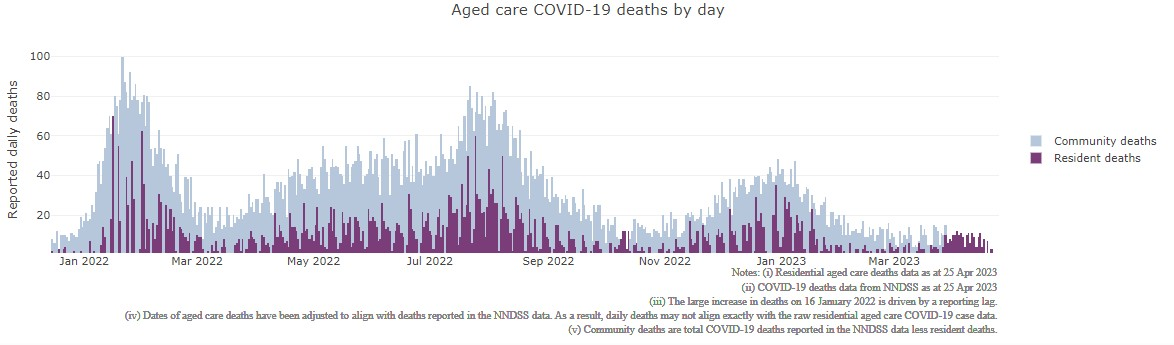 Aged care COVID-19 deaths by day
Reported daily deaths
100
80
60
40
20
Jan 2022
Mar 2022
May 2022
Jul 2022
Sep 2022
Nov 2022
Jan 2023
Mar 2023
Community deaths
Resident deaths
Notes: (i) Residential aged care deaths data as at 25 Apr 2023
(ii) COVID-19 deaths data from NNDSS as at 25 Apr 2023
(iii) The large increase in deaths on 16 January 2022 is driven by a reporting lag.
(iv) Dates of aged care deaths have been adjusted to align with deaths reported in the NNDSS data. As a result, daily deaths may not align exactly with the raw residential aged care COVID-19 case data.
(v) Community deaths are total COVID-19 deaths reported in the NNDSS data less resident deaths.